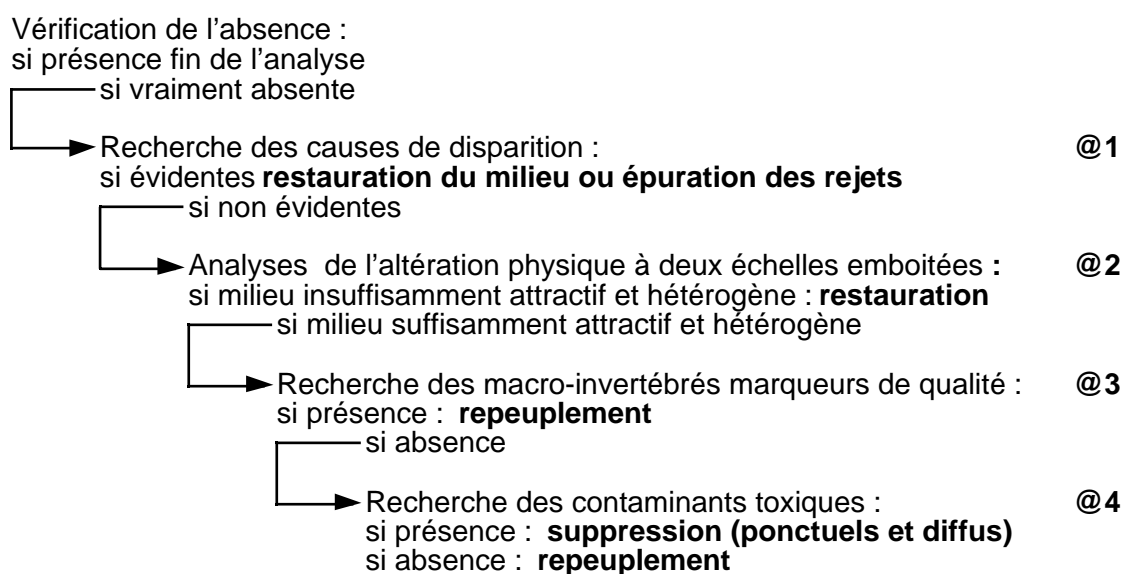 Vérification de l'absence :
si présence fin de l'analyse
si vraiment absente
Recherche des causes de disparition : @1
si évidentes restauration du milieu ou épuration des rejets
si non évidentes
Analyses de l'altération physique à deux échelles emboitées : @2
si milieu insuffisamment attractif et hétérogène : restauration
si milieu suffisamment attractif et hétérogène
Recherche des macro-invertébrés marqueurs de qualité : @3
si présence : repeuplement
si absence
Recherche des contaminants toxiques : @4
si présence : suppression (ponctuels et diffus)
si absence : repeuplement